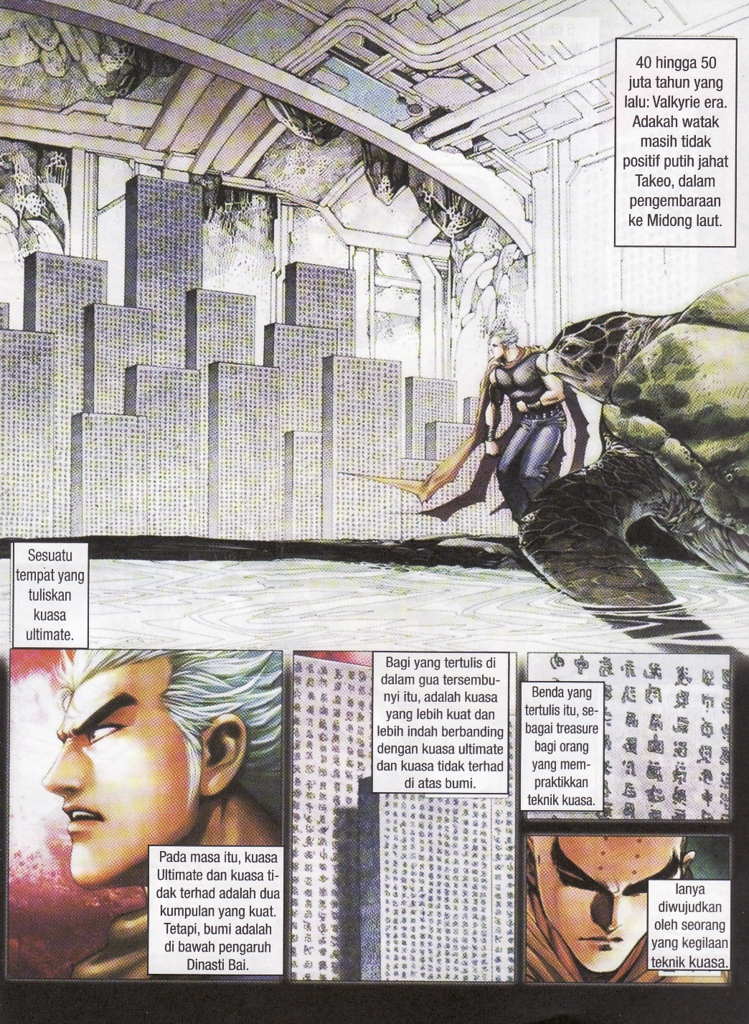 40 hingga 50
juta tahun yang
lalu: Valkyrie era.
Adakah watak
masih tidak
positif putih jahat
Takeo, dalam
pengembaraan
ke Midong laut.
Sesuatu
tempat yang
tuliskan
kuasa
ultimate.
Pada masa itu, kuasa
Ultimate dan kuasa ti-
dak terhad adalah dua
kumpulan yang kuat.
Tetapi, bumi adalah
di bawah pengaruh
Dinasti Bai.
Bagi yang tertulis di
dalam gua tersembu-
nyi itu, adalah kuasa
yang lebih kuat dan
lebih indah berbanding
dengan kuasa ultimate
dan kuasa tidak terhad
di atas bumi.
Benda yang
tertulis itu, se-
bagai treasure
bagi orang
yang mem-
praktikkan
teknik kuasa.
Ianya
diwujudkan
oleh seorang
yang kegilaan
teknik kuasa.